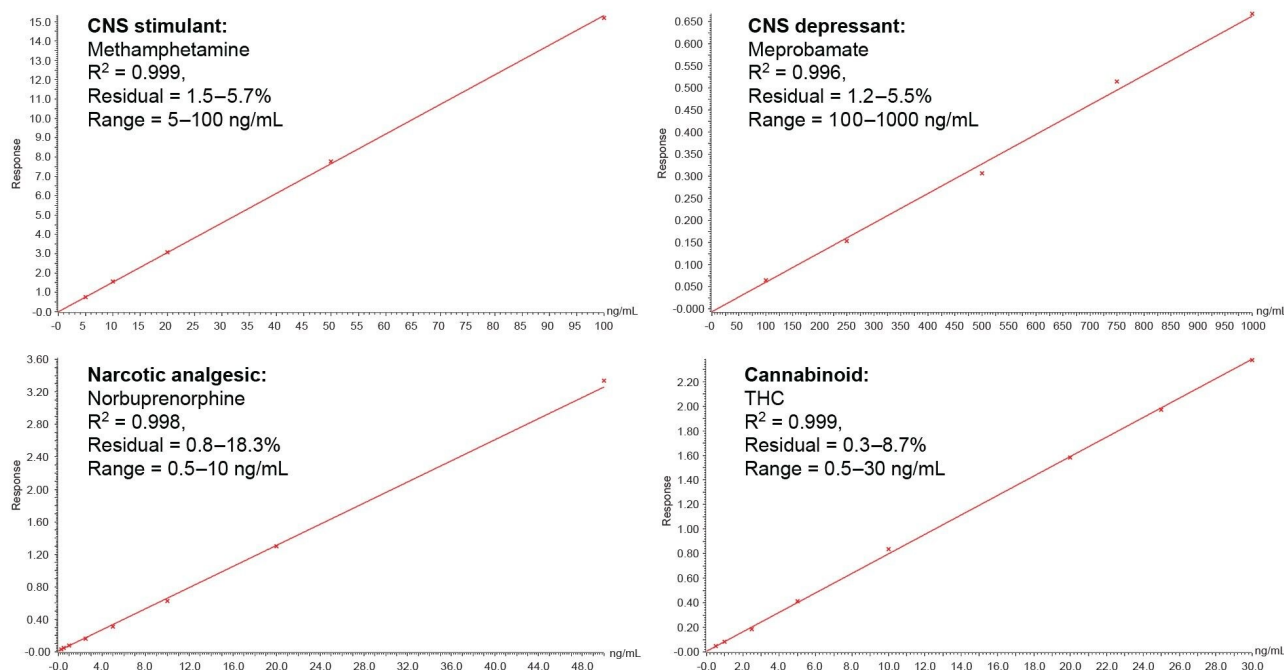 CNS stimulant:
Methamphetamine
R² = 0.999,
Residual = 1.5–5.7%
Range = 5–100 ng/mL
Response
15.0
14.0
13.0
12.0
11.0
10.0
9.0
8.0
7.0
6.0
5.0
4.0
3.0
2.0
1.0
-0.0
-0 5 10 15 20 25 30 35 40 45 50 55 60 65 70 75 80 85 90 95 100 ng/mL
CNS depressant:
Meprobamate
R² = 0.996,
Residual = 1.2–5.5%
Range = 100–1000 ng/mL
Response
0.650
0.600
0.550
0.500
0.450
0.400
0.350
0.300
0.250
0.200
0.150
0.100
0.050
-0.000
-0 50 100 150 200 250 300 350 400 450 500 550 600 650 700 750 800 850 900 950 1000 ng/mL
Narcotic analgesic:
Norbuprenorphine
R² = 0.998,
Residual = 0.8–18.3%
Range = 0.5–10 ng/mL
Response
3.60
3.20
2.80
2.40
2.00
1.60
1.20
0.80
0.40
-0.00
-0.0 4.0 8.0 12.0 16.0 20.0 24.0 28.0 32.0 36.0 40.0 44.0 48.0 ng/mL
Cannabinoid:
THC
R² = 0.999,
Residual = 0.3–8.7%
Range = 0.5–30 ng/mL
Response
2.20
2.00
1.80
1.60
1.40
1.20
1.00
0.80
0.60
0.40
0.20
-0.00
-0.0 2.0 4.0 6.0 8.0 10.0 12.0 14.0 16.0 18.0 20.0 22.0 24.0 26.0 28.0 30.0 ng/mL